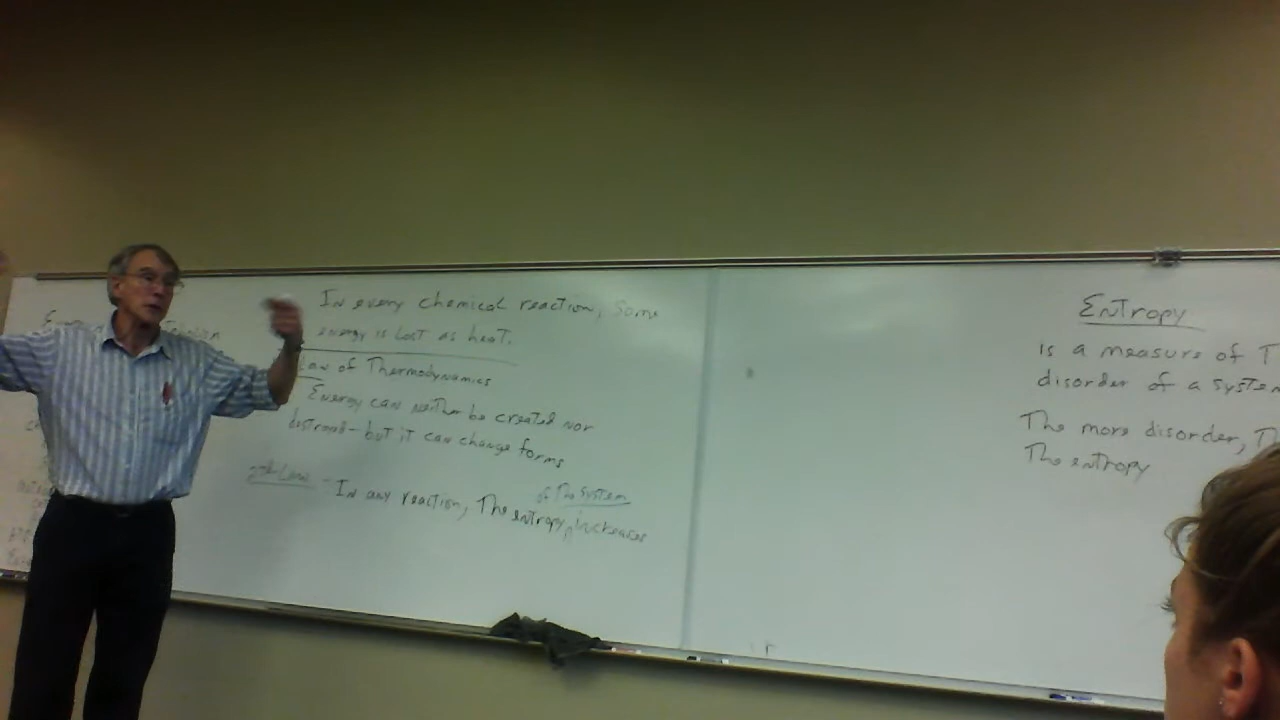 In every chemical reaction, some
energy is lost as heat.
Law of Thermodynamics
Energy can neither be created nor
destroyed - but it can change forms
2nd Law - In any reaction, The entropy of The system increases
Entropy
is a measure of
disorder of a system
The more disorder,
The entropy